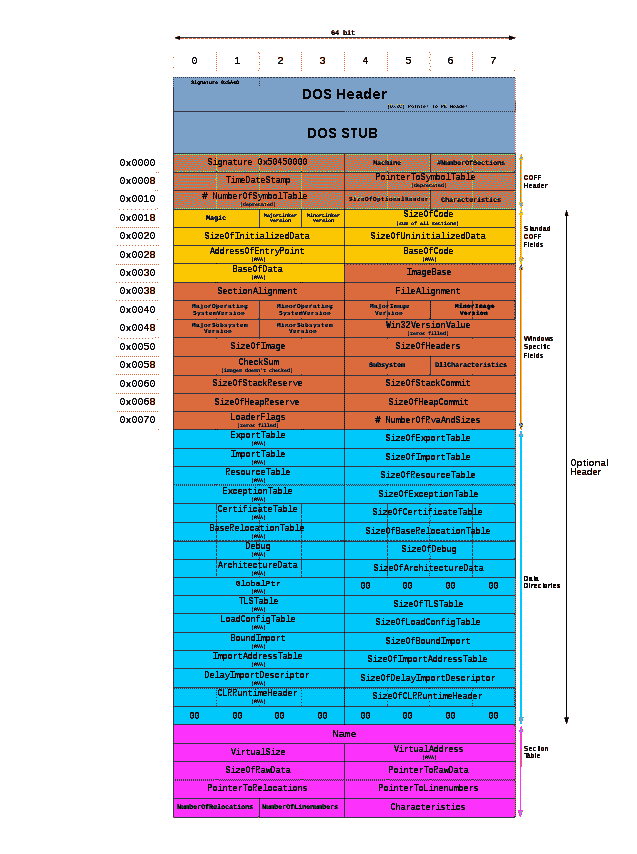 64 bit
0 1 2 3 4 5 6 7
Signature 0x5A4D
DOS Header
(0x3C) Pointer To PE Header
DOS STUB
0x0000 Signature 0x50450000 Machine #NumberOfSections
0x0008 TimeDateStamp PointerToSymbolTable
(deprecated)
0x0010 # NumberOfSymbolTable SizeOfOptionalHeader Characteristics
(deprecated)
COFF
Header
0x0018 Magic MajorLinker
Version MinorLinker
Version SizeOfCode
(sum of all sections)
0x0020 SizeOfInitializedData SizeOfUninitializedData
0x0028 AddressOfEntryPoint BaseOfCode
(RVA) (RVA)
Standard
COFF
Fields
0x0030 BaseOfData ImageBase
(RVA)
0x0038 SectionAlignment FileAlignment
0x0040 MajorOperating
SystemVersion MinorOperating
SystemVersion MajorImage
Version MinorImage
Version
0x0048 MajorSubsystem
Version MinorSubsystem
Version Win32VersionValue
(zeros filled)
0x0050 SizeOfImage SizeOfHeaders
0x0058 CheckSum Subsystem DllCharacteristics
(images doesn't checked)
0x0060 SizeOfStackReserve SizeOfStackCommit
0x0068 SizeOfHeapReserve SizeOfHeapCommit
0x0070 LoaderFlags # NumberOfRvaAndSizes
(zeros filled)
Windows
Specific
Fields
ExportTable SizeOfExportTable
(RVA)
ImportTable SizeOfImportTable
(RVA)
ResourceTable SizeOfResourceTable
(RVA)
ExceptionTable SizeOfExceptionTable
(RVA)
CertificateTable SizeOfCertificateTable
(RVA)
BaseRelocationTable SizeOfBaseRelocationTable
(RVA)
Debug SizeOfDebug
(RVA)
ArchitectureData SizeOfArchitectureData
(RVA)
GlobalPtr 00 00 00 00
(RVA)
TLSTable SizeOfTLSTable
(RVA)
LoadConfigTable SizeOfLoadConfigTable
(RVA)
BoundImport SizeOfBoundImport
(RVA)
ImportAddressTable SizeOfImportAddressTable
(RVA)
DelayImportDescriptor SizeOfDelayImportDescriptor
(RVA)
CLRRuntimeHeader SizeOfCLRRuntimeHeader
(RVA)
00 00 00 00 00 00 00 00
Data
Directories
Optional
Header
Name
VirtualSize VirtualAddress
(RVA)
SizeOfRawData PointerToRawData
PointerToRelocations PointerToLinenumbers
NumberOfRelocations NumberOfLinenumbers Characteristics
Section
Table